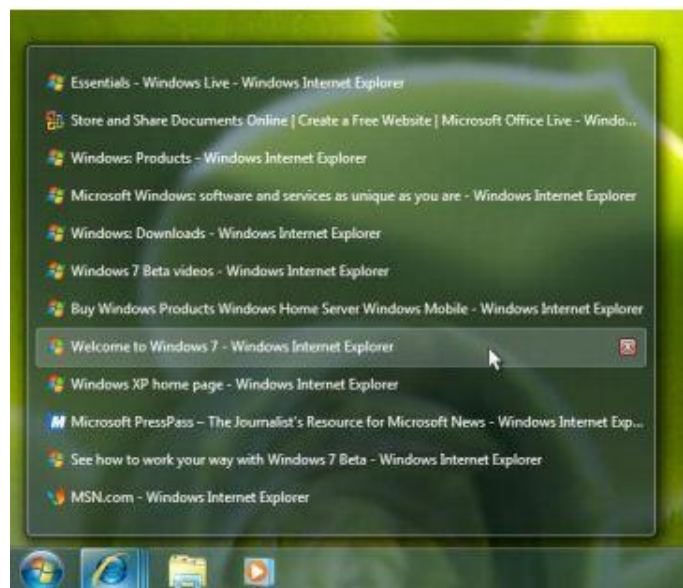 Essentials - Windows Live - Windows Internet Explorer
Store and Share Documents Online | Create a Free Website | Microsoft Office Live - Windo...
Windows: Products - Windows Internet Explorer
Microsoft Windows: software and services as unique as you are - Windows Internet Explorer
Windows: Downloads - Windows Internet Explorer
Windows 7 Beta videos - Windows Internet Explorer
Buy Windows Products Windows Home Server Windows Mobile - Windows Internet Explorer
Welcome to Windows 7 - Windows Internet Explorer
Windows XP home page - Windows Internet Explorer
Microsoft PressPass – The Journalist's Resource for Microsoft News - Windows Internet Exp...
See how to work your way with Windows 7 Beta - Windows Internet Explorer
MSN.com - Windows Internet Explorer